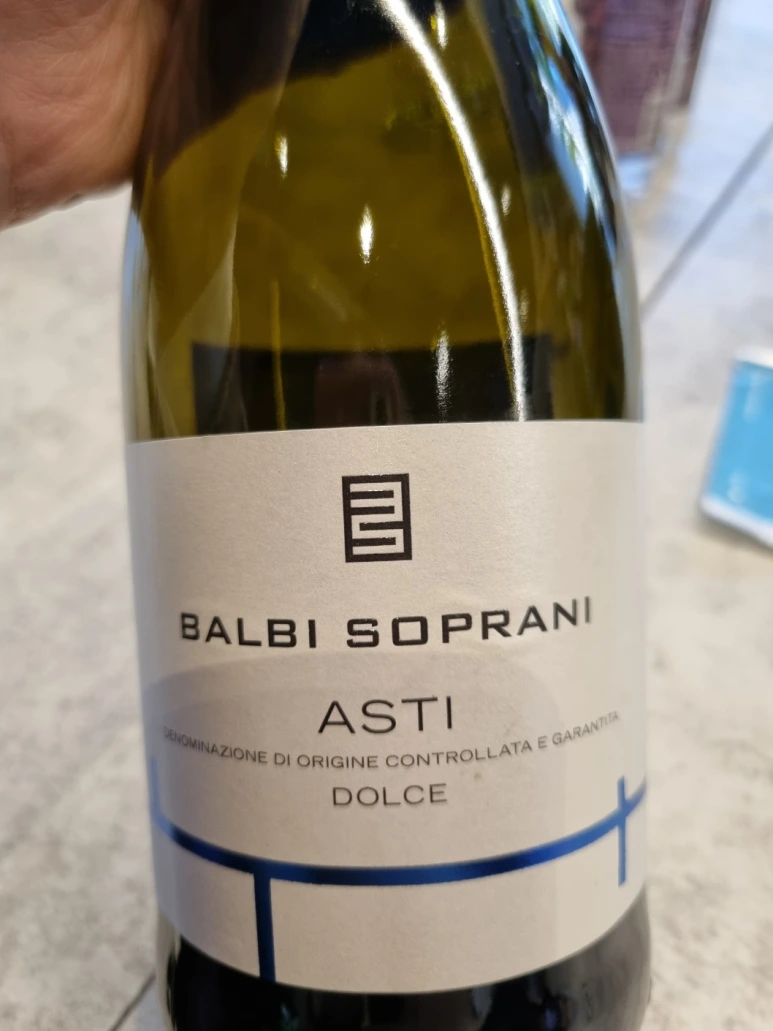 BALBI SOPRANI
ASTI
DENOMINAZIONE DI ORIGINE CONTROLLATA E GARANTITA
DOLCE